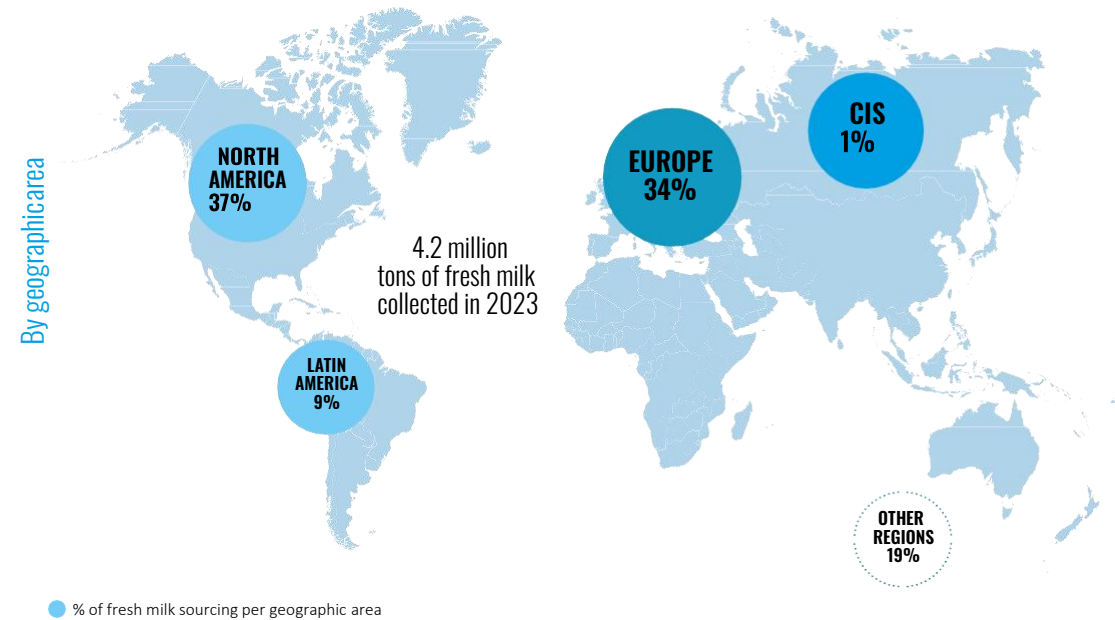 By geographicarea
NORTH
AMERICA
37%
EUROPE
34%
CIS
1%
4.2 million
tons of fresh milk
collected in 2023
LATIN
AMERICA
9%
OTHER
REGIONS
19%
% of fresh milk sourcing per geographic area